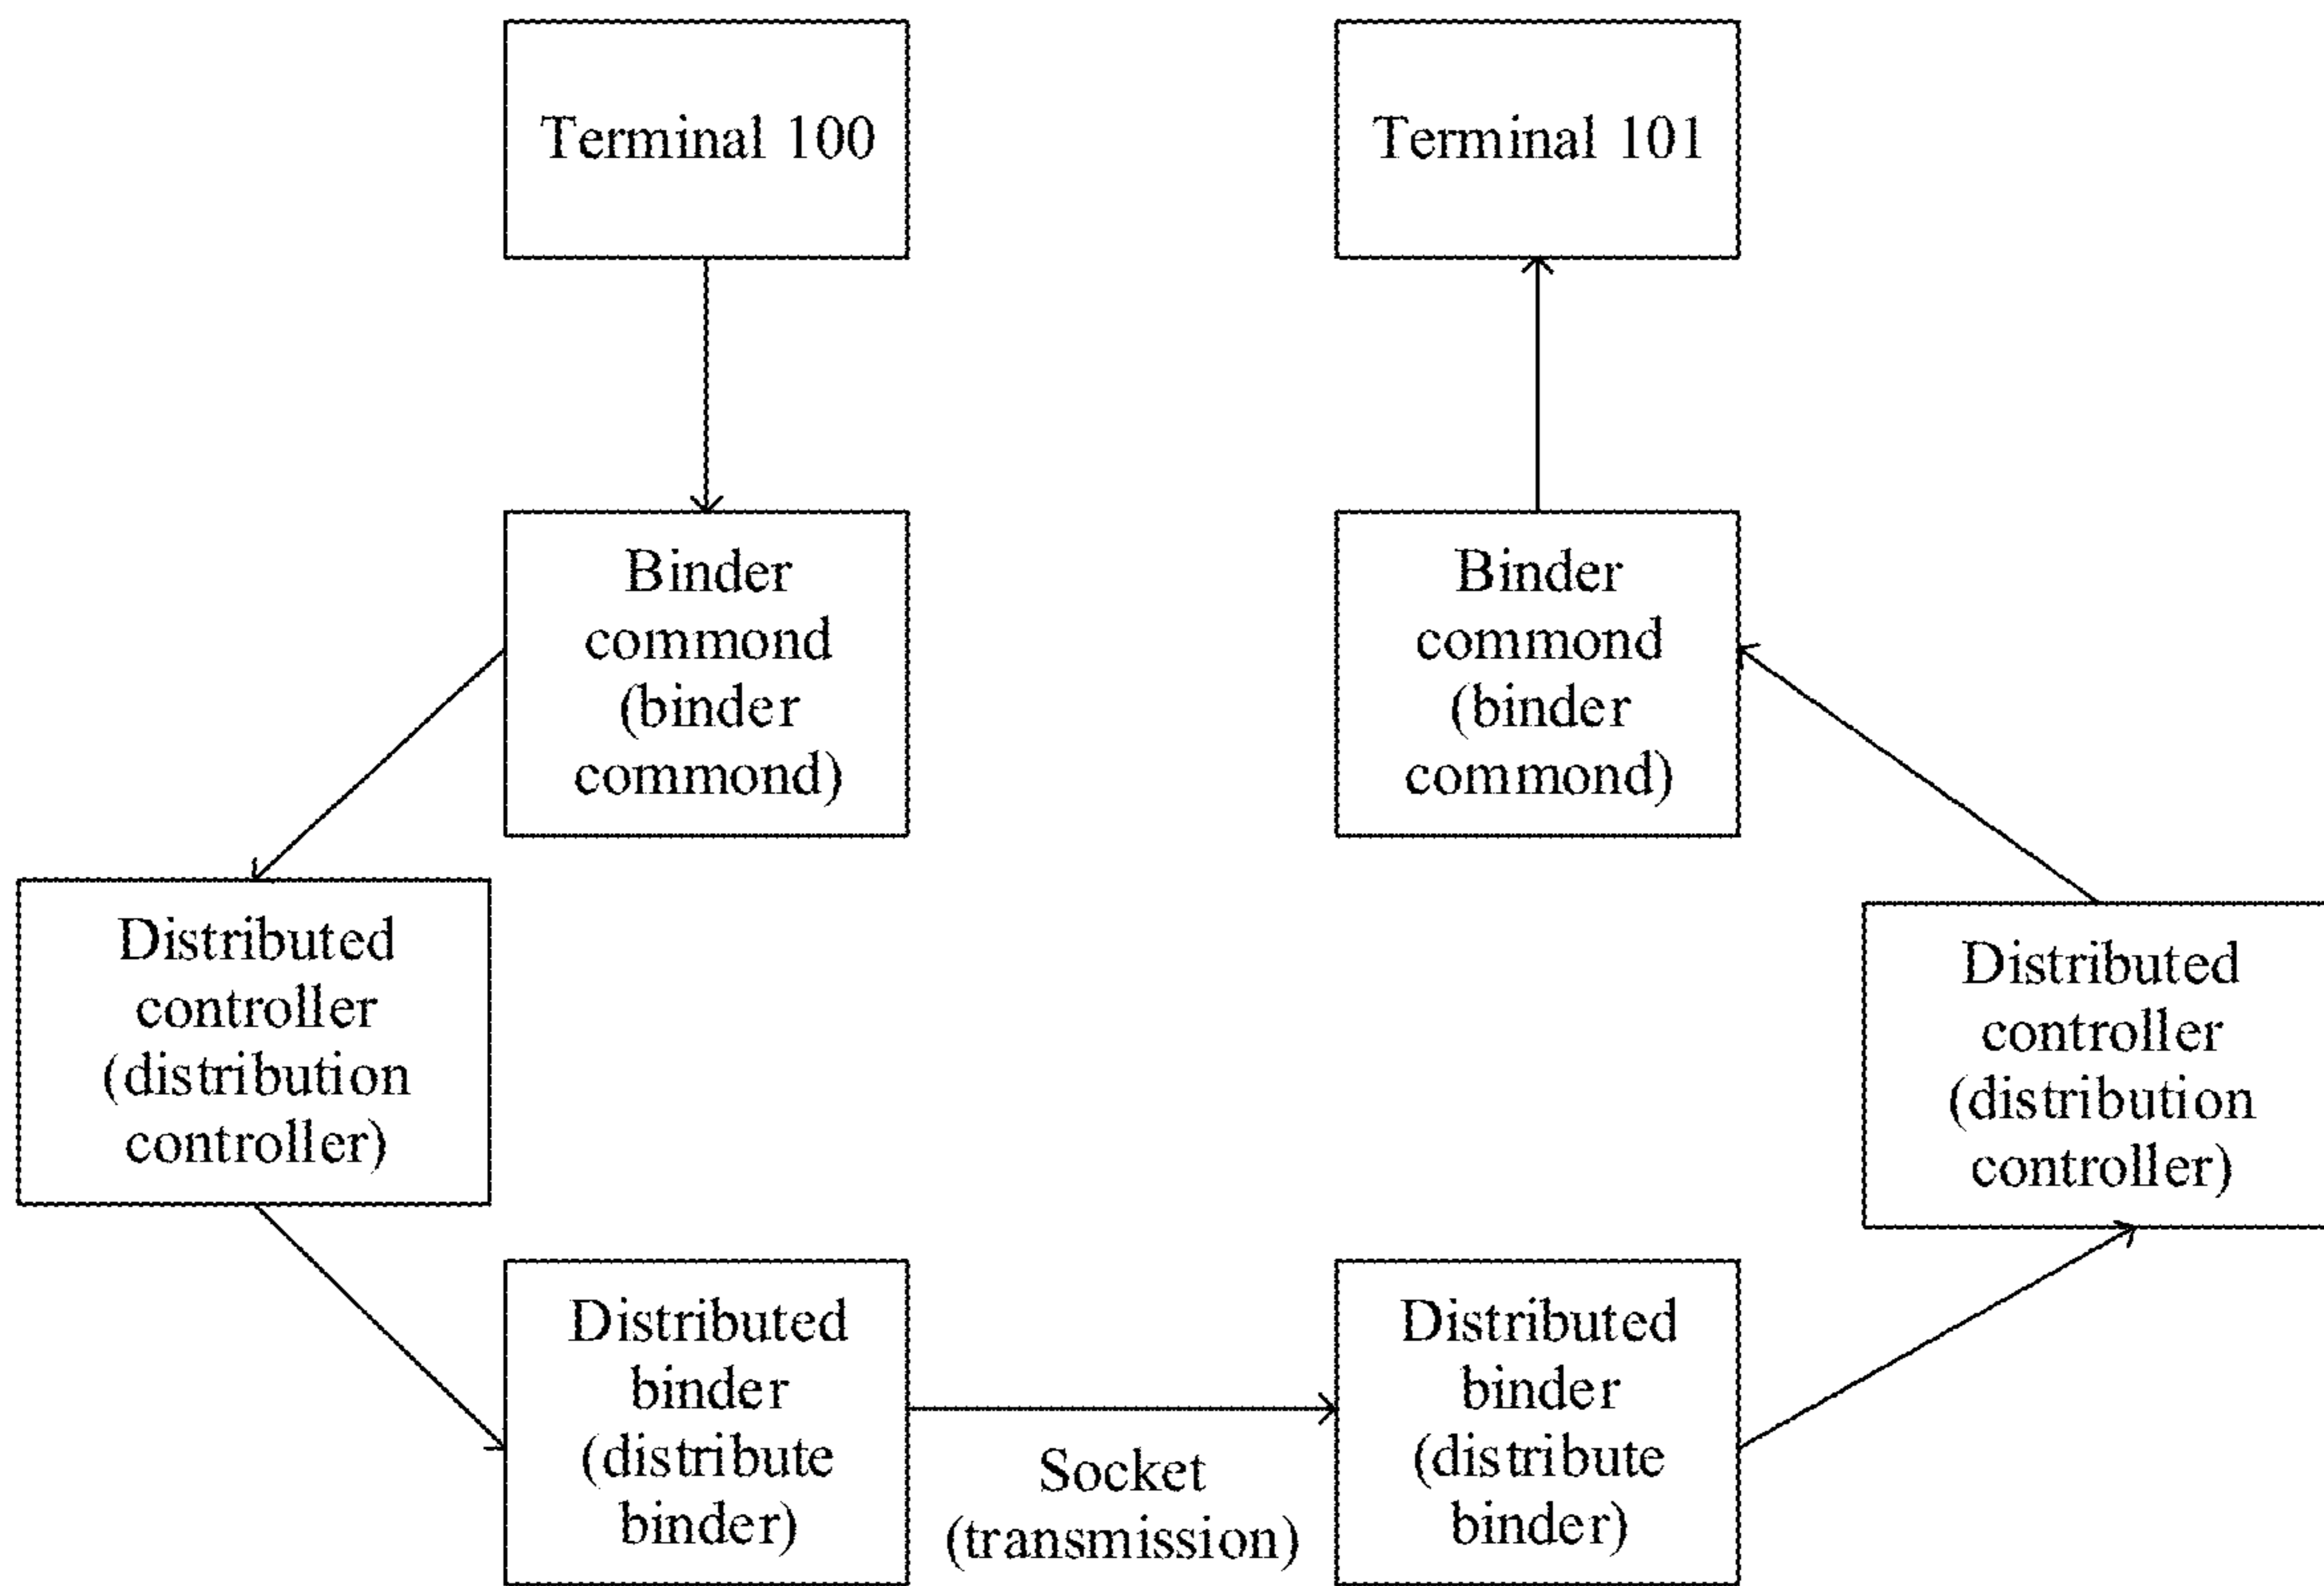 Terminal 100
Terminal 101
Binder
commond
(binder
commond)
Binder
commond
(binder
commond)
Distributed
controller
(distribution
controller)
Distributed
controller
(distribution
controller)
Distributed
binder
(distribute
binder)
Socket
(transmission)
Distributed
binder
(distribute
binder)